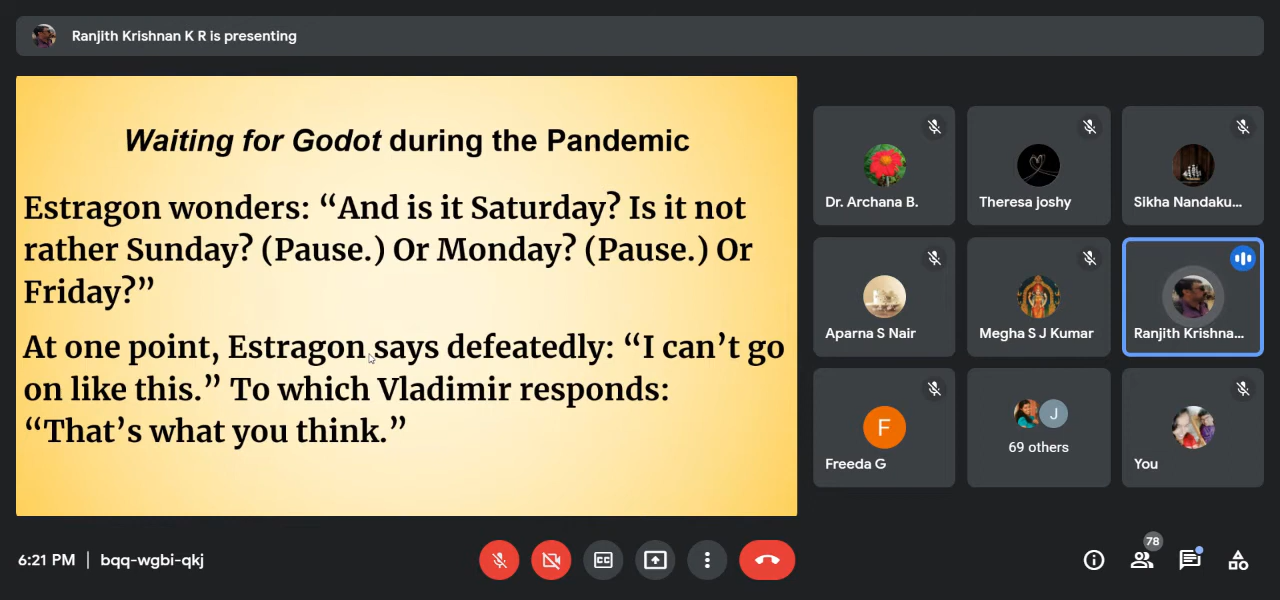 Ranjith Krishnan K R is presenting
Waiting for Godot during the Pandemic
Estragon wonders: “And is it Saturday? Is it not
rather Sunday? (Pause.) Or Monday? (Pause.) Or
Friday?”
At one point, Estragon says defeatedly: “I can’t go
on like this.” To which Vladimir responds:
“That’s what you think.”
Dr. Archana B.
Theresa joshy
Sikha Nandaku...
Aparna S Nair
Megha S J Kumar
Ranjith Krishna...
F
Freeda G
J
69 others
You
6:21 PM | bqq-wgbi-qkj
CC
78